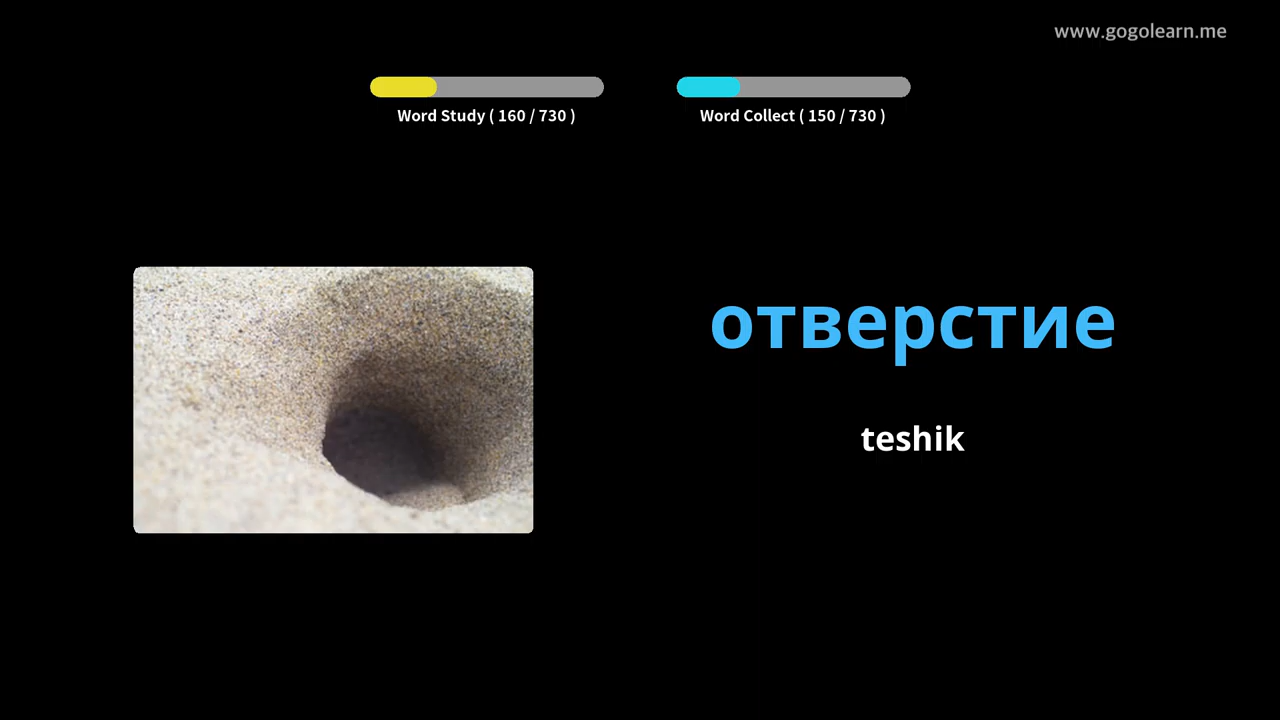 www.gogolearn.me
Word Study ( 160 / 730 )
Word Collect ( 150 / 730 )
отверстие
teshik